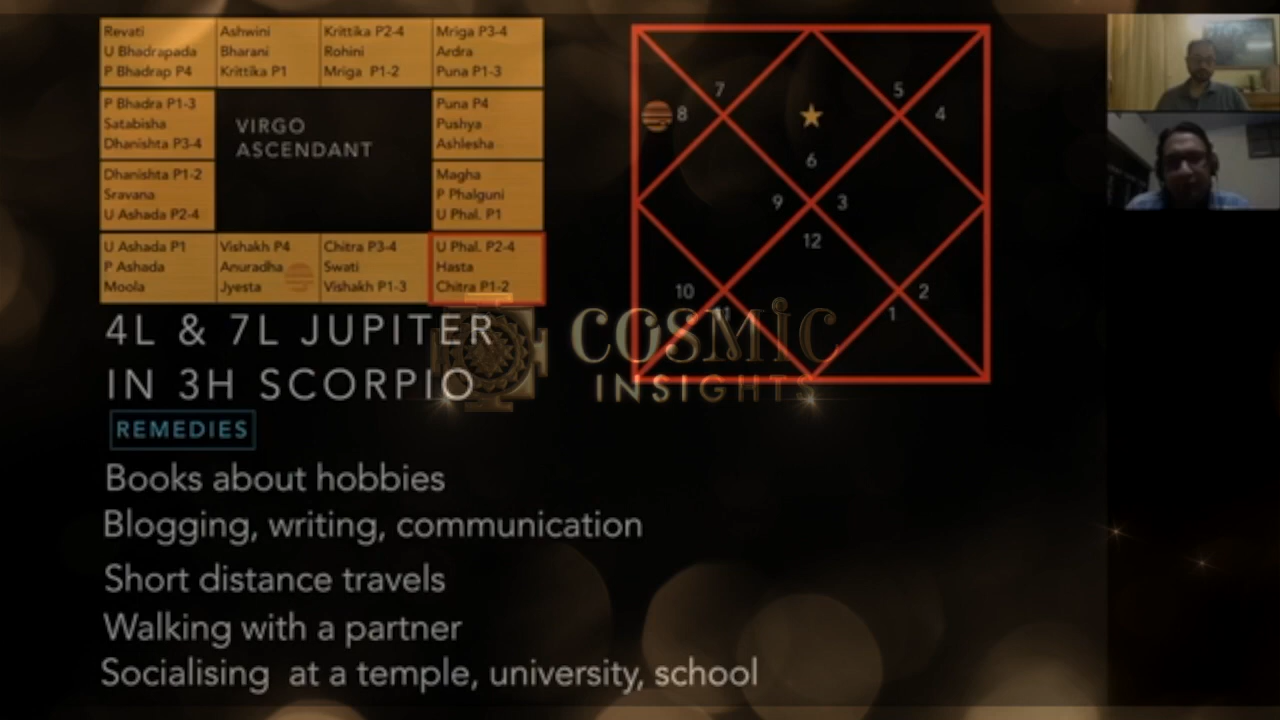 Revati
U Bhadrapada
P Bhadrap P4
Ashwini
Bharani
Krittika P1
Krittika P2-4
Rohini
Mriga P1-2
Mriga P3-4
Ardra
Puna P1-3
P Bhadra P1-3
Satabisha
Dhanishta P3-4
VIRGO
ASCENDANT
Puna P4
Pushya
Ashlesha
Dhanishta P1-2
Sravana
U Ashada P2-4
Magha
P Phalguni
U Phal. P1
U Ashada P1
P Ashada
Moola
Vishakh P4
Anuradha
Jyesta
Chitra P3-4
Swati
Vishakh P1-3
U Phal. P2-4
Hasta
Chitra P1-2
7
5
8
4
6
9
3
12
10
2
11
1
4L & 7L JUPITER
IN 3H SCORPIO
COSMiC
INSIGHTS
REMEDIES
Books about hobbies
Blogging, writing, communication
Short distance travels
Walking with a partner
Socialising at a temple, university, school